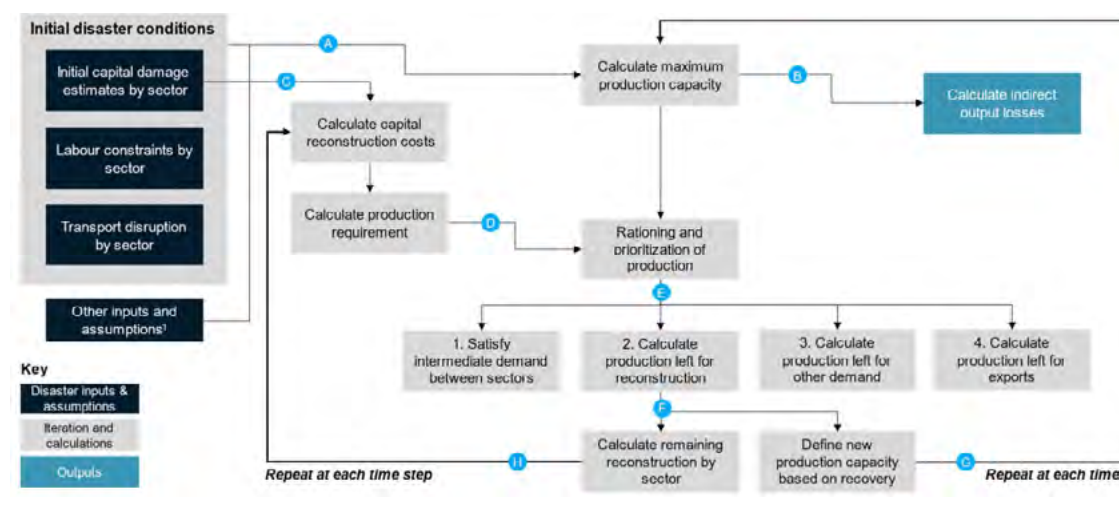 Initial disaster conditions
Initial capital damage
estimates by sector
Labour constraints by
sector
Transport disruption
by sector
Other inputs and
assumptions¹
Key
Disaster inputs &
assumptions
Iteration and
calculations
Outputs
A
C
Calculate capital
reconstruction costs
Calculate production
requirement
D
Calculate maximum
production capacity
B
Calculate indirect
output losses
Rationing and
prioritization of
production
E
1. Satisfy
intermediate demand
between sectors
2. Calculate
production left for
reconstruction
3. Calculate
production left for
other demand
4. Calculate
production left for
exports
F
Calculate remaining
reconstruction by
sector
Define new
production capacity
based on recovery
H
G
Repeat at each time step
Repeat at each time